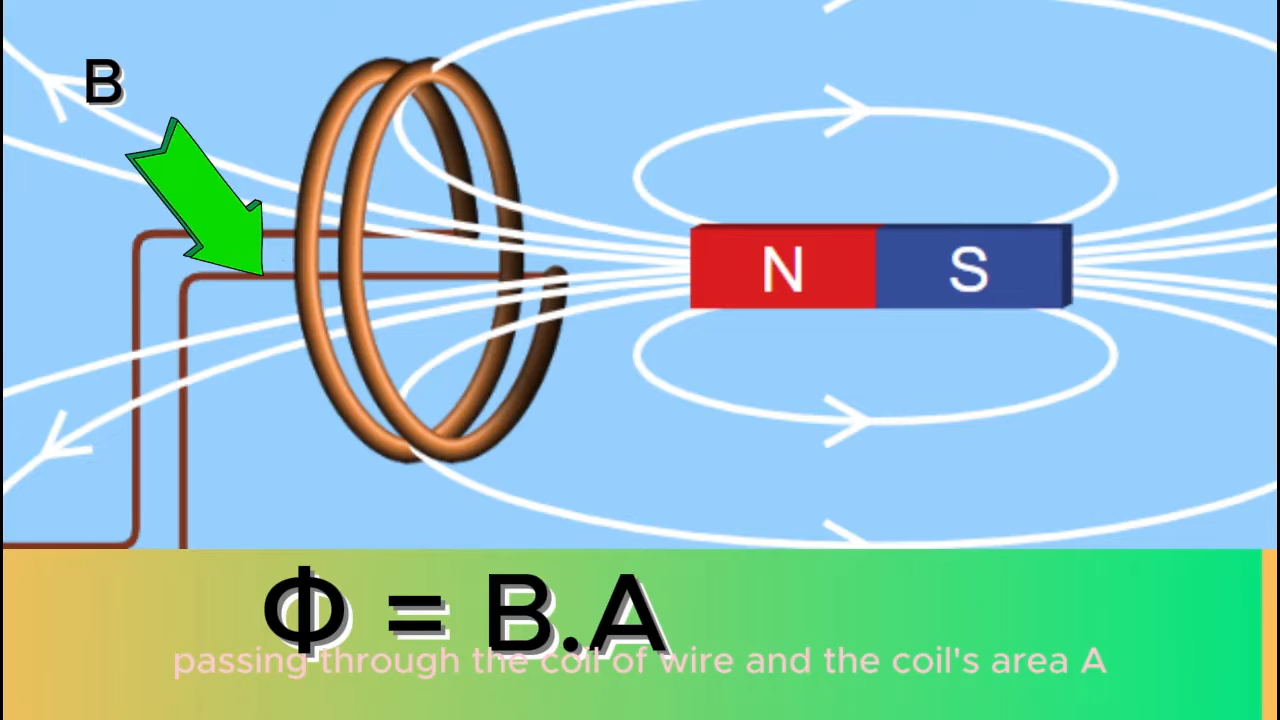 B
N S
Φ = B.A
passing through the coil of wire and the coil's area A